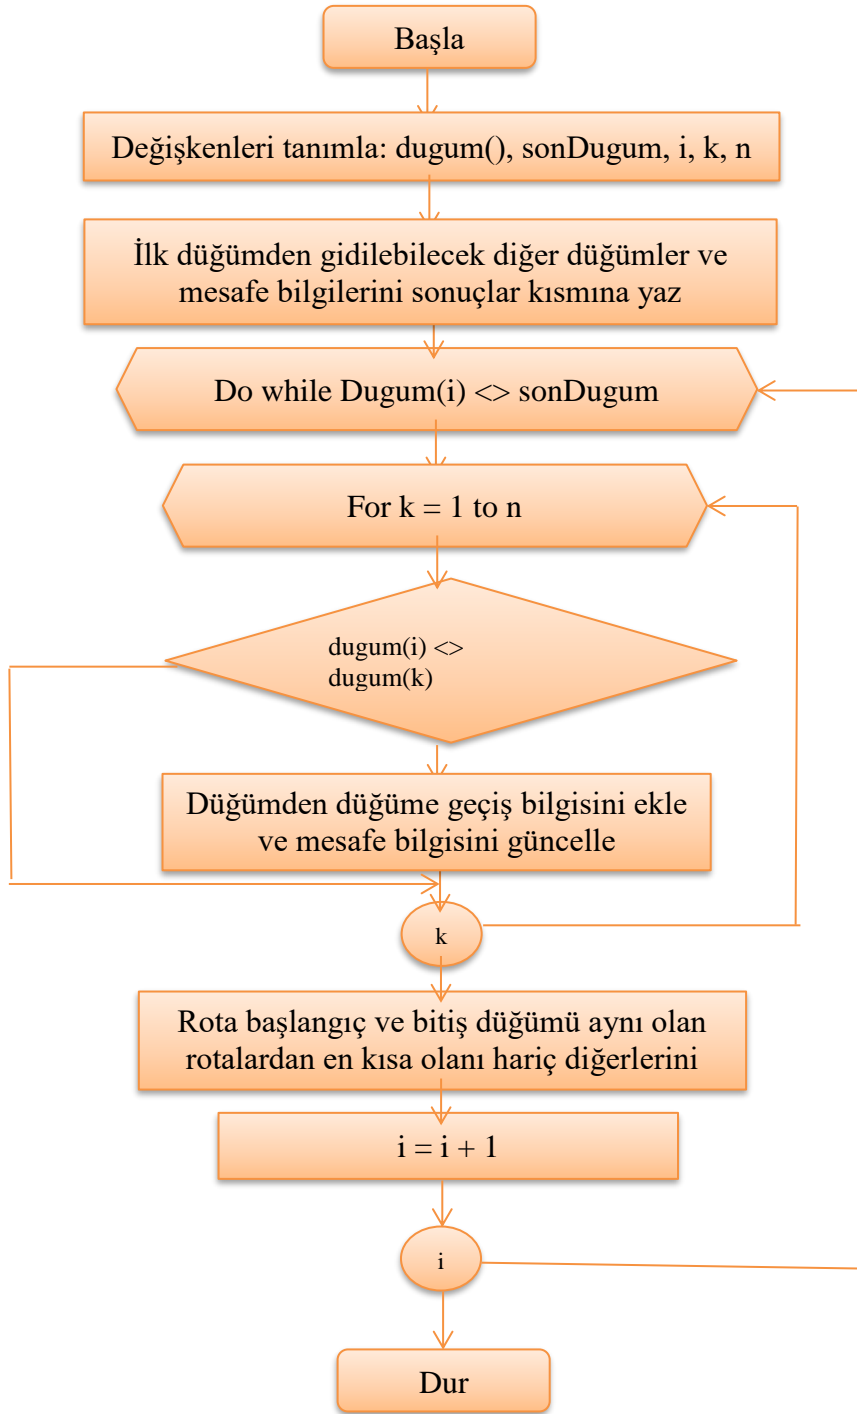 Başla
Değişkenleri tanımla: dugum(), sonDugum, i, k, n
İlk düğümden gidilebilecek diğer düğümler ve
mesafe bilgilerini sonuçlar kısmına yaz
Do while Dugum(i) <> sonDugum
For k = 1 to n
dugum(i) <>
dugum(k)
Düğümden düğüme geçiş bilgisini ekle
ve mesafe bilgisini güncelle
k
Rota başlangıç ve bitiş düğümü aynı olan
rotalardan en kısa olanı hariç diğerlerini
i = i + 1
i
Dur